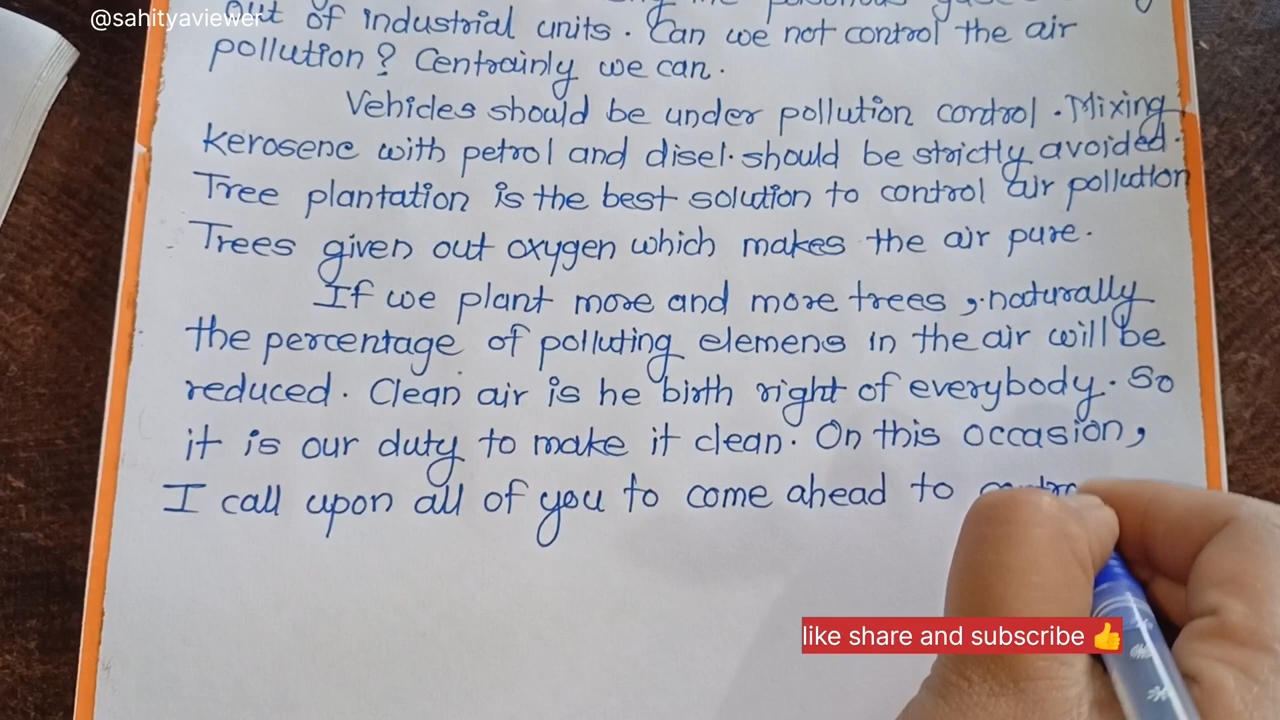 @sahityaviewer
Out of industrial units. Can we not control the air
pollution? Centrainly we can.
Vehicles should be under pollution control. Mixing
kerosene with petrol and disel. should be strictly avoided.
Tree plantation is the best solution to control air pollution
Trees given out oxygen which makes the air pure.
If we plant more and more trees, naturally
the percentage of polluting elemens in the air will be
reduced. Clean air is he birth right of everybody. So
it is our duty to make it clean. On this occasion,
I call upon all of you to come ahead to
like share and subscribe 👍